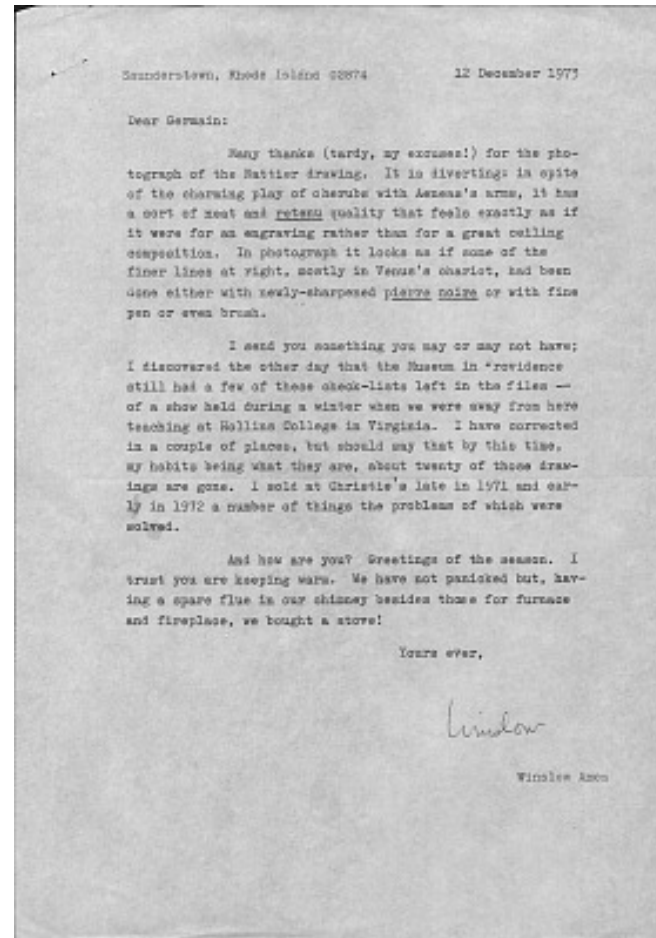 Saunderstown, Rhode Island 02874 12 December 1973
Dear Germain:
Many thanks (tardy, my excuses!) for the pho-
tograph of the Nattier drawing. It is diverting: in spite
of the charming play of cherubs with Aeneas's arms, it has
a sort of neat and retenu quality that feels exactly as if
it were for an engraving rather than for a great ceiling
composition. In photograph it looks as if some of the
finer lines at right, mostly in Venus's chariot, had been
done either with newly-sharpened pierre noire or with fine
pen or even brush.
I send you something you may or may not have;
I discovered the other day that the Museum in Providence
still had a few of these check-lists left in the files —
of a show held during a winter when we were away from here
teaching at Hollins College in Virginia. I have corrected
in a couple of places, but should say that by this time,
my habits being what they are, about twenty of those draw-
ings are gone. I sold at Christie's late in 1971 and ear-
ly in 1972 a number of things the problems of which were
solved.
And how are you? Greetings of the season. I
trust you are keeping warm. We have not panicked but, hav-
ing a spare flue in our chimney besides those for furnace
and fireplace, we bought a stove!
Yours ever,
Winslow
Winslow Ames